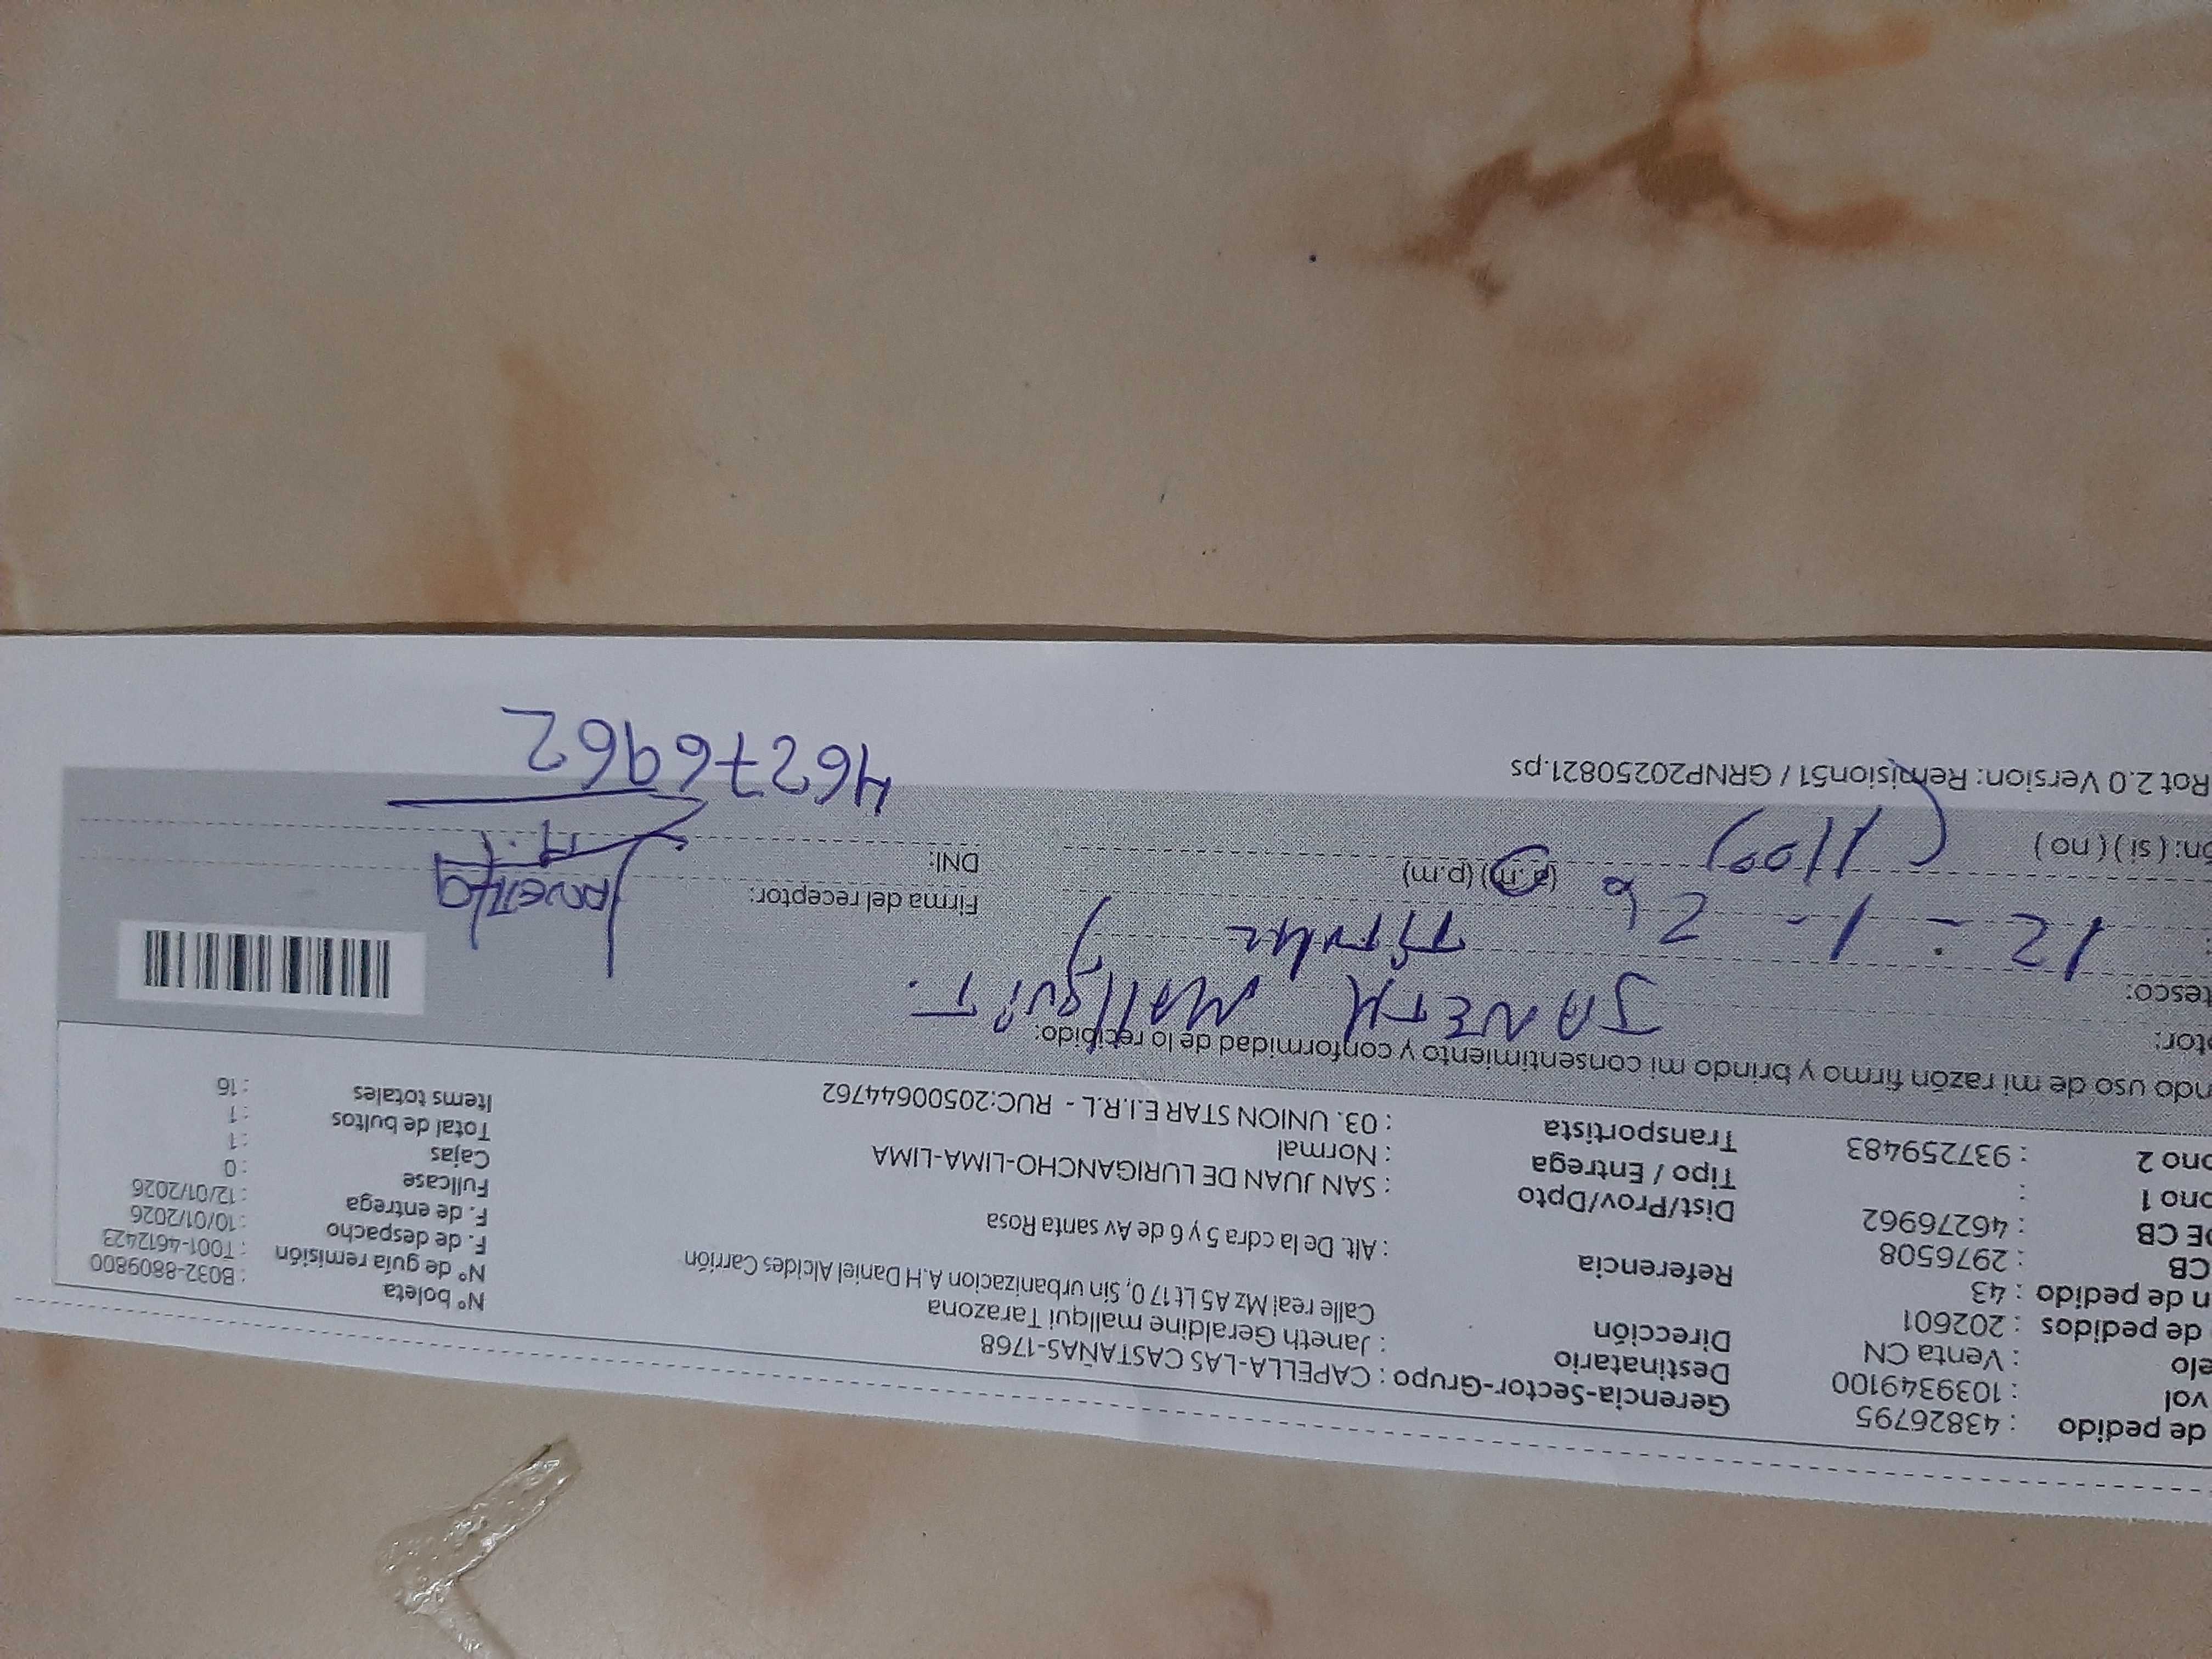 de pedido : 43826795
vol : 1039349100
elo : Venta CN
de pedidos : 202601
n de pedido : 43
CB : 2976508
DE CB : 46276962
ono 1 :
ono 2 : 937259483
Gerencia-Sector-Grupo : CAPELLA-LAS CASTAÑAS-1768
Destinatario : Janeth Geraldine mallqui Tarazona
Dirección Calle real Mz A5 Lt 17 0, Sin urbanizacion A.H Daniel Alcides Carrión
Referencia : Alt. De la cdra 5 y 6 de Av santa Rosa
Dist/Prov/Dpto : SAN JUAN DE LURIGANCHO-LIMA-LIMA
Tipo / Entrega : Normal
Transportista : 03. UNION STAR E.I.R.L - RUC:20500644762
N° boleta : B032-8809800
N° de guía remisión : T001-4612423
F. de despacho : 10/01/2026
F. de entrega : 12/01/2026
Fullcase : 0
Cajas : 1
Total de bultos : 1
Items totales : 16
ndo uso de mi razón firmo y brindo mi consentimiento y conformidad de lo recibido:
otor: JANETH MALLQUI T.
tesco: Titular
: 12 - 1 - 26 (a.m) (p.m)
Firma del receptor: Janeth
DNI: 46276962
ón: ( si ) ( no )
Rot 2.0 Version: Remision51 / GRNP20250821.ps